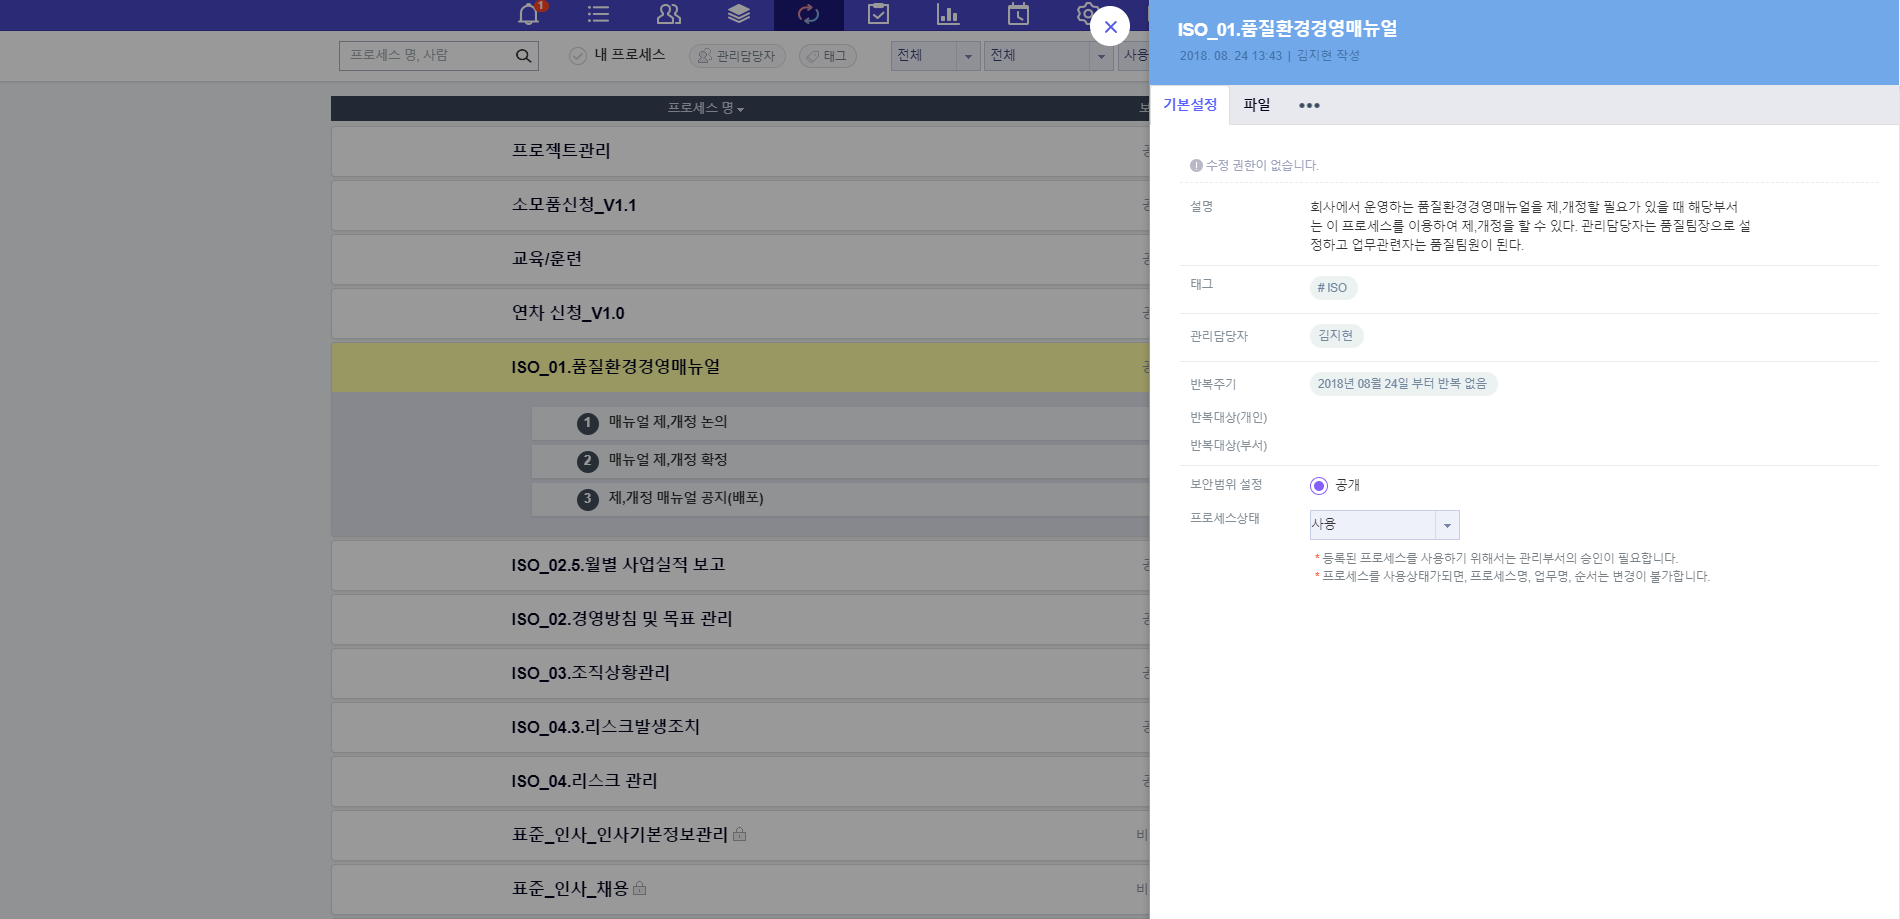 1
프로세스 명, 사람
내 프로세스
관리담당자
태그
전체
전체
사용
프로세스 명
프로젝트관리
소모품신청_V1.1
교육/훈련
연차 신청_V1.0
ISO_01.품질환경경영매뉴얼
1 매뉴얼 제,개정 논의
2 매뉴얼 제,개정 확정
3 제,개정 매뉴얼 공지(배포)
ISO_02.5.월별 사업실적 보고
ISO_02.경영방침 및 목표 관리
ISO_03.조직상황관리
ISO_04.3.리스크발생조치
ISO_04.리스크 관리
표준_인사_인사기본정보관리
비
표준_인사_채용
비
ISO_01.품질환경경영매뉴얼
2018. 08. 24 13:43 | 김지현 작성
기본설정 파일 •••
수정 권한이 없습니다.
설명
회사에서 운영하는 품질환경경영매뉴얼을 제,개정할 필요가 있을 때 해당부서
는 이 프로세스를 이용하여 제,개정을 할 수 있다. 관리담당자는 품질팀장으로 설
정하고 업무관련자는 품질팀원이 된다.
태그
# ISO
관리담당자
김지현
반복주기
2018년 08월 24일 부터 반복 없음
반복대상(개인)
반복대상(부서)
보안범위 설정
공개
프로세스상태
사용
* 등록된 프로세스를 사용하기 위해서는 관리부서의 승인이 필요합니다.
* 프로세스를 사용상태가되면, 프로세스명, 업무명, 순서는 변경이 불가합니다.